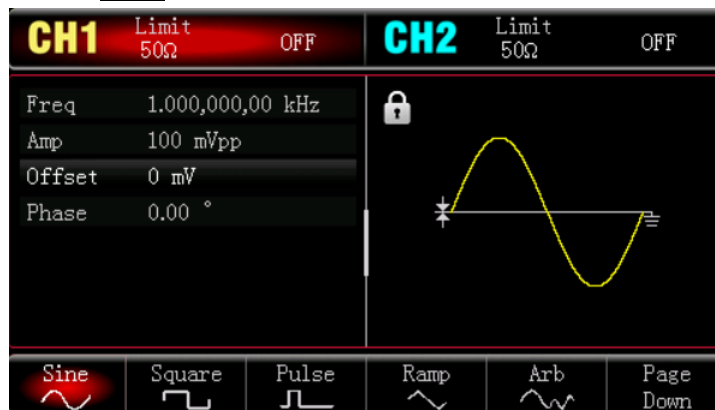 CH1 Limit 50Ω OFF
CH2 Limit 50Ω OFF
Freq 1.000,000,00 kHz
Amp 100 mVpp
Offset 0 mV
Phase 0.00 °
Sine Square Pulse Ramp Arb Page Down